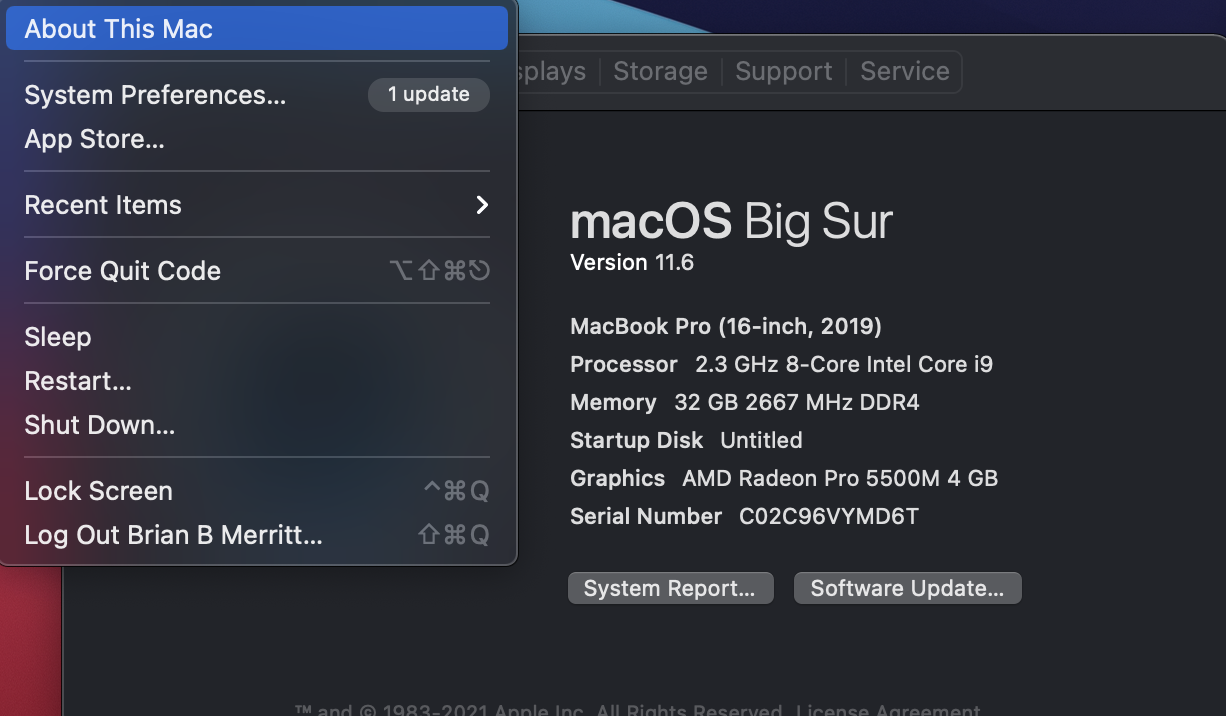 About This Mac
System Preferences...
1 update
App Store...
Recent Items
Force Quit Code ⌥⇧⌘⎋
Sleep
Restart...
Shut Down...
Lock Screen ^⌘Q
Log Out Brian B Merritt... ⇧⌘Q
splays Storage Support Service
macOS Big Sur
Version 11.6
MacBook Pro (16-inch, 2019)
Processor 2.3 GHz 8-Core Intel Core i9
Memory 32 GB 2667 MHz DDR4
Startup Disk Untitled
Graphics AMD Radeon Pro 5500M 4 GB
Serial Number C02C96VYMD6T
System Report... Software Update...
™ and © 1983-2021 Apple Inc. All Rights Reserved. License Agreement